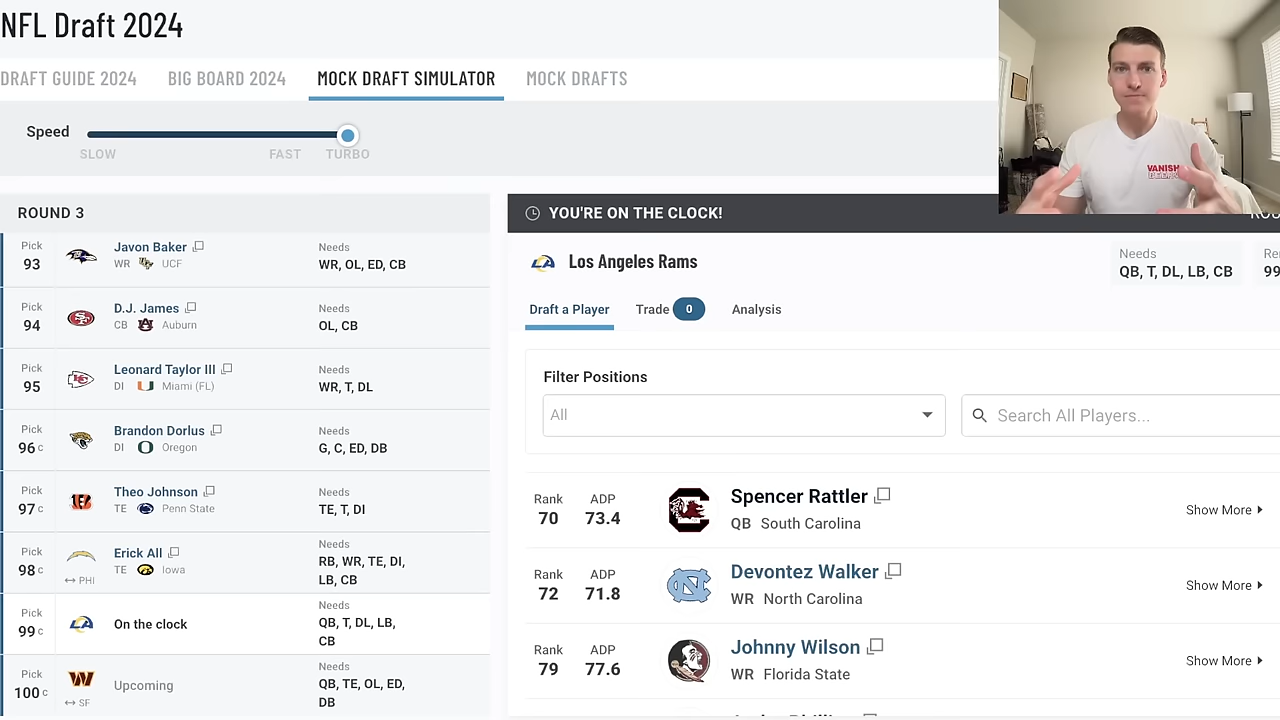 NFL Draft 2024
DRAFT GUIDE 2024
BIG BOARD 2024
MOCK DRAFT SIMULATOR
MOCK DRAFTS
Speed
SLOW
FAST
TURBO
ROUND 3
Pick
93
Javon Baker
WR UCF
Needs
WR, OL, ED, CB
Pick
94
D.J. James
CB Auburn
Needs
OL, CB
Pick
95
Leonard Taylor III
DI Miami (FL)
Needs
WR, T, DL
Pick
96 C
Brandon Dorlus
DI Oregon
Needs
G, C, ED, DB
Pick
97 C
Theo Johnson
TE Penn State
Needs
TE, T, DI
Pick
98 C
↔ PHI
Erick All
TE Iowa
Needs
RB, WR, TE, DI,
LB, CB
Pick
99 C
On the clock
Needs
QB, T, DL, LB,
CB
Pick
100 C
↔ SF
Upcoming
Needs
QB, TE, OL, ED,
DB
YOU'RE ON THE CLOCK!
Los Angeles Rams
Needs
QB, T, DL, LB, CB
Draft a Player
Trade 0
Analysis
Filter Positions
All
Search All Players...
Rank
70
ADP
73.4
Spencer Rattler
QB South Carolina
Show More
Rank
72
ADP
71.8
Devontez Walker
WR North Carolina
Show More
Rank
79
ADP
77.6
Johnny Wilson
WR Florida State
Show More
VANISH